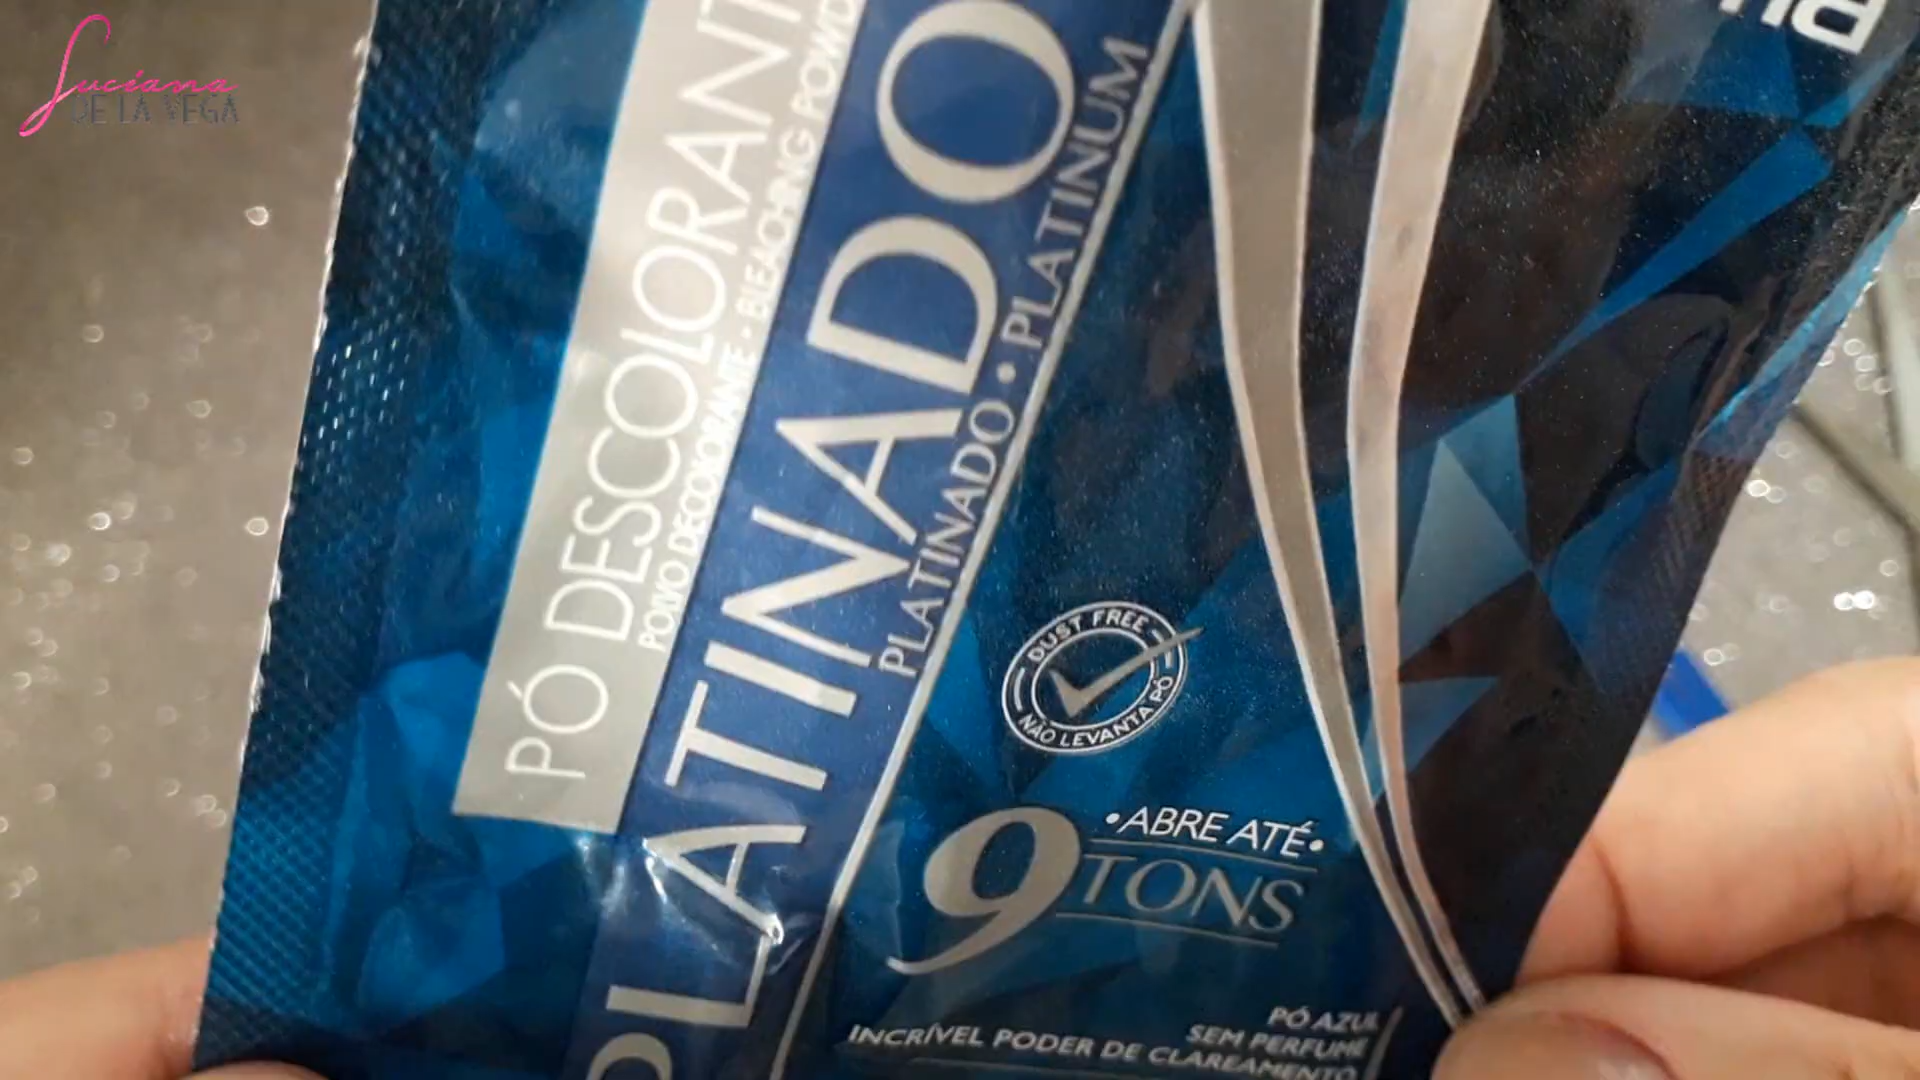 Luciana
DE LA VEGA
PÓ DESCOLORANT
POLVO DECOLORANTE • BLEACHING POWD
PLATINADO
PLATINADO • PLATINUM
DUST FREE
NÃO LEVANTA PÓ
•ABRE ATÉ•
9 TONS
PÓ AZUL
SEM PERFUME
INCRÍVEL PODER DE CLAREAMENTO